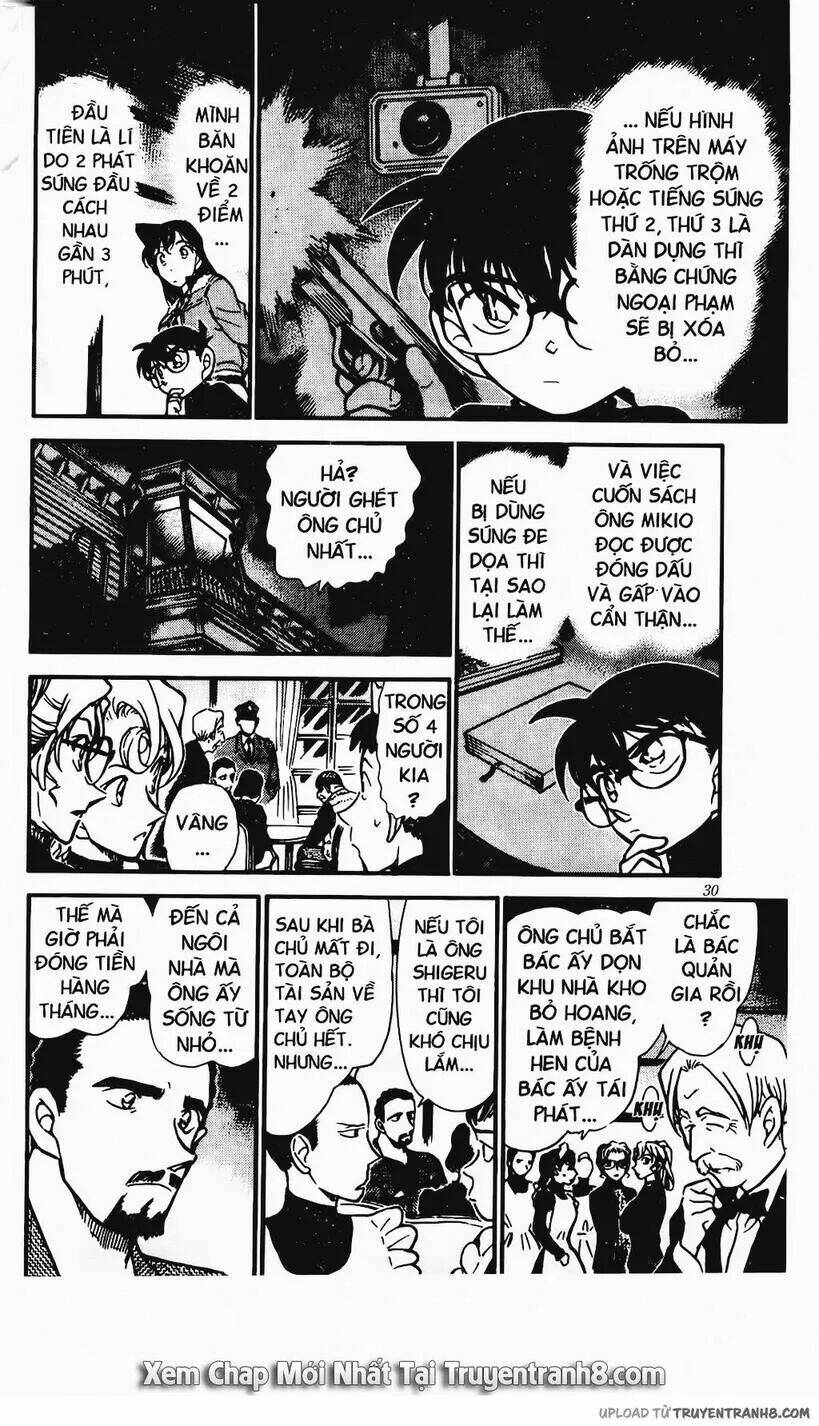 ... NẾU HÌNH
ẢNH TRÊN MÁY
TRỐNG TRỘM
HOẶC TIẾNG SÚNG
THỨ 2, THỨ 3 LÀ
DÀN DỰNG THÌ
BẰNG CHỨNG
NGOẠI PHẠM
SẼ BỊ XÓA
BỎ...
MÌNH
BĂN
KHOĂN
VỀ 2
ĐIỂM
...
ĐẦU
TIÊN LÀ LÍ
DO 2 PHÁT
SÚNG ĐẦU
CÁCH
NHAU
GẦN 3
PHÚT,
VÀ VIỆC
CUỐN SÁCH
ÔNG MIKIO
ĐỌC ĐƯỢC
ĐÓNG DẤU
VÀ GẤP VÀO
CẨN THẬN...
NẾU
BỊ DÙNG
SÚNG ĐE
DỌA THÌ
TẠI SAO
LẠI LÀM
THẾ...
HẢ?
NGƯỜI GHÉT
ÔNG CHỦ
NHẤT...
TRONG
SỐ 4
NGƯỜI
KIA
?
VÂNG
...
30
CHẮC
LÀ BÁC
QUẢN
GIA RỒI
?
ÔNG CHỦ BẮT
BÁC ẤY DỌN
KHU NHÀ KHO
BỎ HOANG,
LÀM BỆNH
HEN CỦA
BÁC ẤY TÁI
PHÁT...
KHỤ
KHỤ
NẾU TÔI
LÀ ÔNG
SHIGERU
THÌ TÔI
CŨNG
KHÓ CHỊU
LẮM...
SAU KHI BÀ
CHỦ MẤT ĐI,
TOÀN BỘ
TÀI SẢN VỀ
TAY ÔNG
CHỦ HẾT.
NHƯNG...
ĐẾN CẢ
NGÔI
NHÀ MÀ
ÔNG ẤY
SỐNG TỪ
NHỎ...
THẾ MÀ
GIỜ PHẢI
ĐÓNG TIỀN
HÀNG
THÁNG...
Xem Chap Mới Nhất Tại Truyentranh8.com
UPLOAD TỪ TRUYENTRANH8.COM